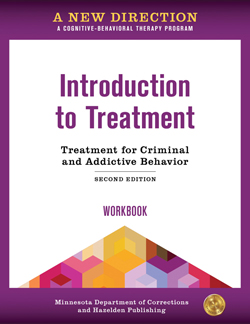 A NEW DIRECTION
A COGNITIVE-BEHAVIORAL THERAPY PROGRAM
Introduction
to Treatment
Treatment for Criminal
and Addictive Behavior
SECOND EDITION
WORKBOOK
Minnesota Department of Corrections
and Hazelden Publishing